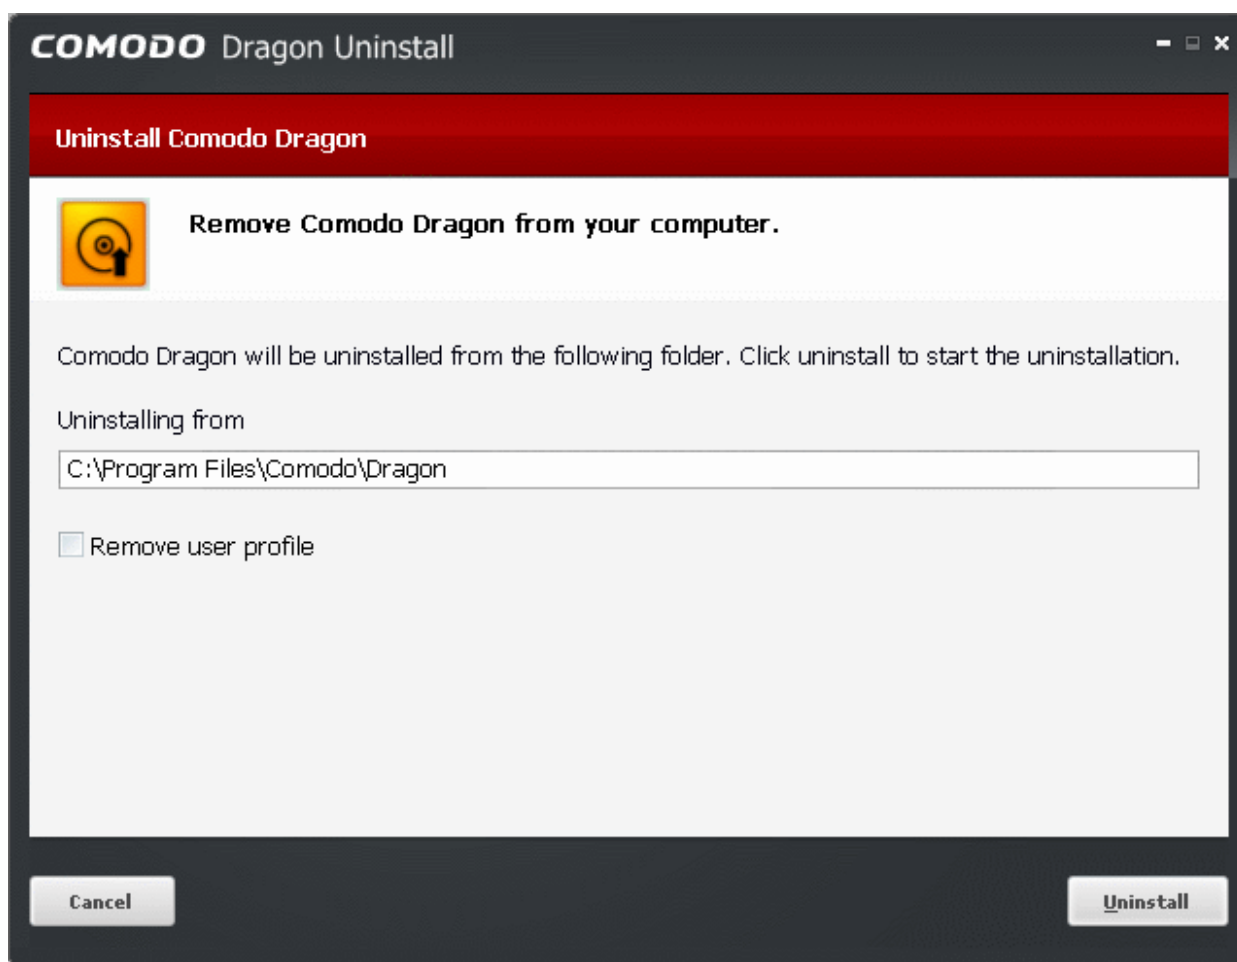 COMODO Dragon Uninstall
Uninstall Comodo Dragon
Remove Comodo Dragon from your computer.
Comodo Dragon will be uninstalled from the following folder. Click uninstall to start the uninstallation.
Uninstalling from
C:\Program Files\Comodo\Dragon
Remove user profile
Cancel
Uninstall